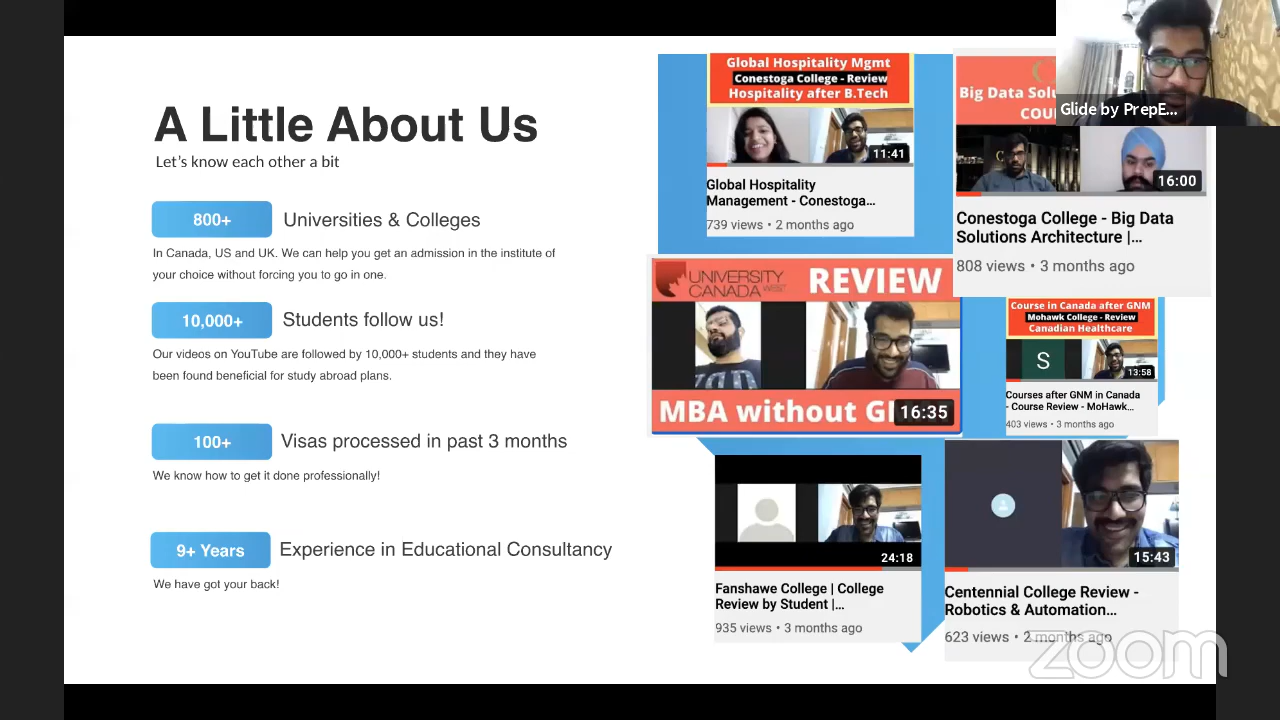 A Little About Us
Let's know each other a bit
800+
Universities & Colleges
In Canada, US and UK. We can help you get an admission in the institute of
your choice without forcing you to go in one.
10,000+
Students follow us!
Our videos on YouTube are followed by 10,000+ students and they have
been found beneficial for study abroad plans.
100+
Visas processed in past 3 months
We know how to get it done professionally!
9+ Years
Experience in Educational Consultancy
We have got your back!
Global Hospitality Mgmt
Conestoga College - Review
Hospitality after B.Tech
11:41
Global Hospitality
Management - Conestoga...
739 views • 2 months ago
Big Data Solu
COU
Glide by PrepE...
16:00
Conestoga College - Big Data
Solutions Architecture |...
808 views • 3 months ago
UNIVERSITY
CANADA WEST
REVIEW
MBA without G
16:35
Course in Canada after GNM
Mohawk College - Review
Canadian Healthcare
S
13:58
Courses after GNM in Canada
- Course Review - MoHawk...
403 views • 3 months ago
24:18
Fanshawe College | College
Review by Student |...
935 views • 3 months ago
15:43
Centennial College Review -
Robotics & Automation...
623 views • 2 months ago
zoom